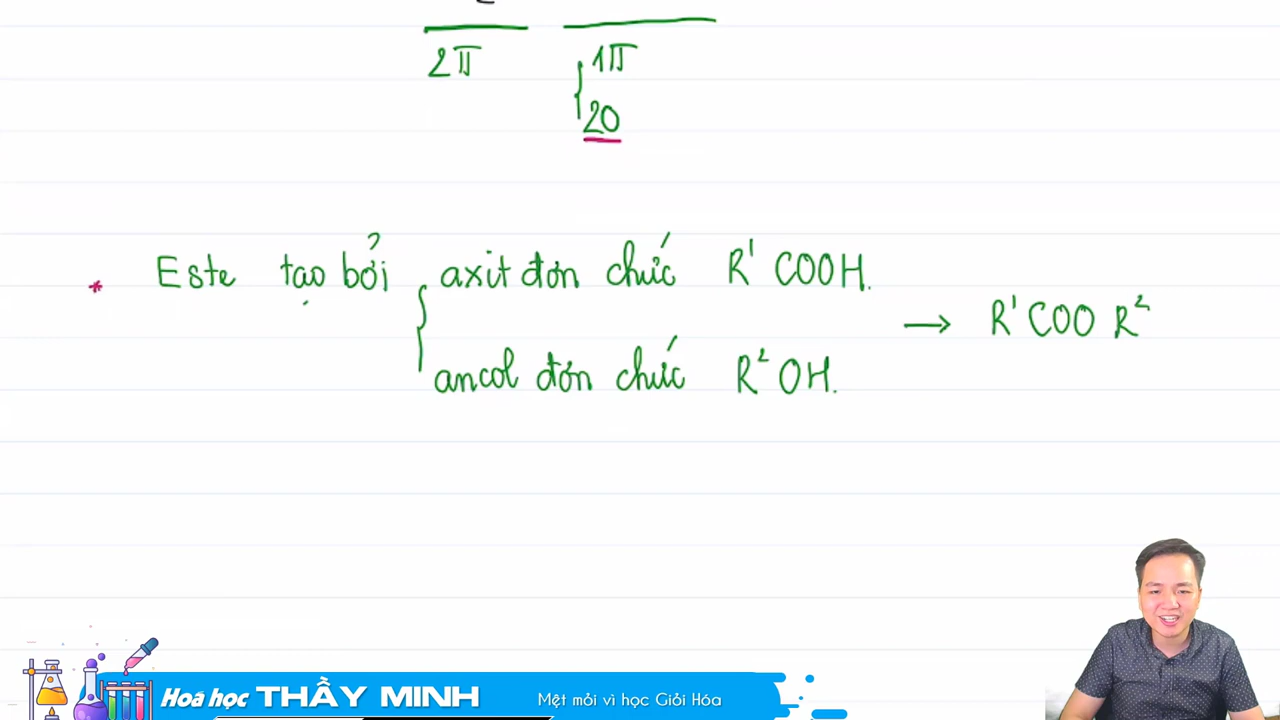 2π 1π
2O
* Este tạo bởi axit đơn chức R¹COOH.
→ R¹COOR²
ancol đơn chức R²OH.
Hoá học THẦY MINH Mệt mỏi vì học Giỏi Hóa